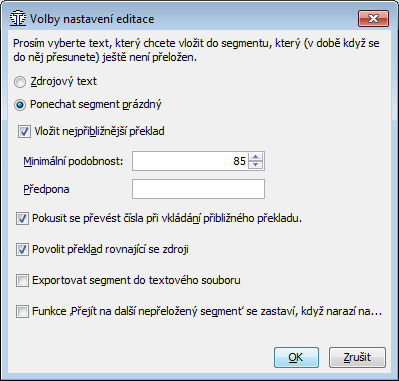 Volby nastavení editace
Prosím vyberte text, který chcete vložit do segmentu, který (v době když se
do něj přesunete) ještě není přeložen.
Zdrojový text
Ponechat segment prázdný
Vložit nejpřibližnější překlad
Minimální podobnost:
85
Předpona
Pokusit se převést čísla při vkládání přibližného překladu.
Povolit překlad rovnající se zdroji
Exportovat segment do textového souboru
Funkce ‚Přejít na další nepřeložený segment‘ se zastaví, když narazí na...
OK
Zrušit